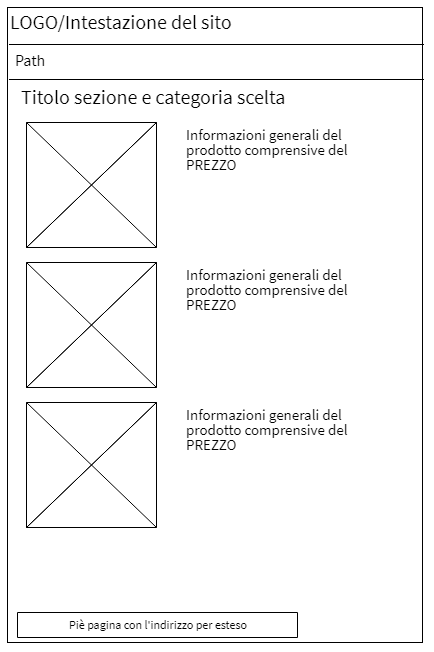 LOGO/Intestazione del sito
Path
Titolo sezione e categoria scelta
Informazioni generali del
prodotto comprensive del
PREZZO
Informazioni generali del
prodotto comprensive del
PREZZO
Informazioni generali del
prodotto comprensive del
PREZZO
Piè pagina con l'indirizzo per esteso